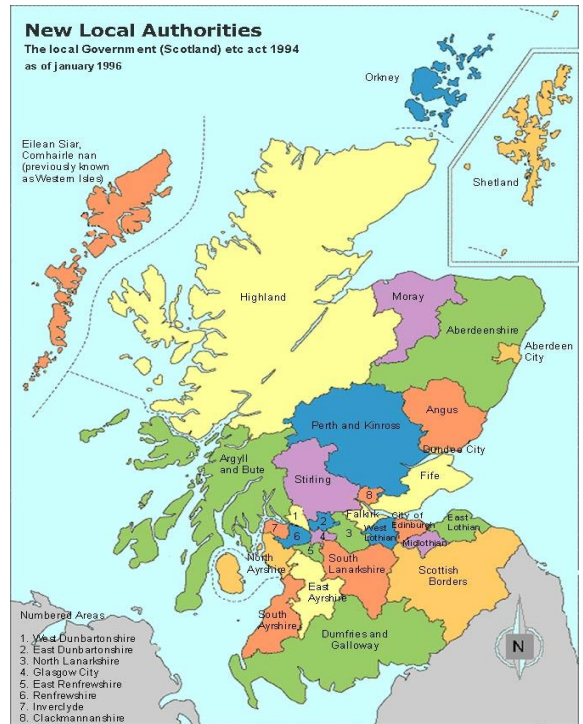 New Local Authorities
The local Government (Scotland) etc act 1994
as of january 1996
Orkney
Shetland
Eilean Siar,
Comhairle nan
(previously known
as Western Isles)
Highland
Moray
Aberdeenshire
Aberdeen
City
Angus
Perth and Kinross
Dundee City
Argyll
and Bute
Stirling
Fife
8
1
2
Falkirk
City of
Edinburgh
East
Lothian
7
6
4
3
West
Lothian
Midlothian
5
North
Ayrshire
South
Lanarkshire
Scottish
Borders
East
Ayrshire
South
Ayrshire
Dumfries and
Galloway
Numbered Areas
1. West Dunbartonshire
2. East Dunbartonshire
3. North Lanarkshire
4. Glasgow City
5. East Renfrewshire
6. Renfrewshire
7. Inverclyde
8. Clackmannanshire
N